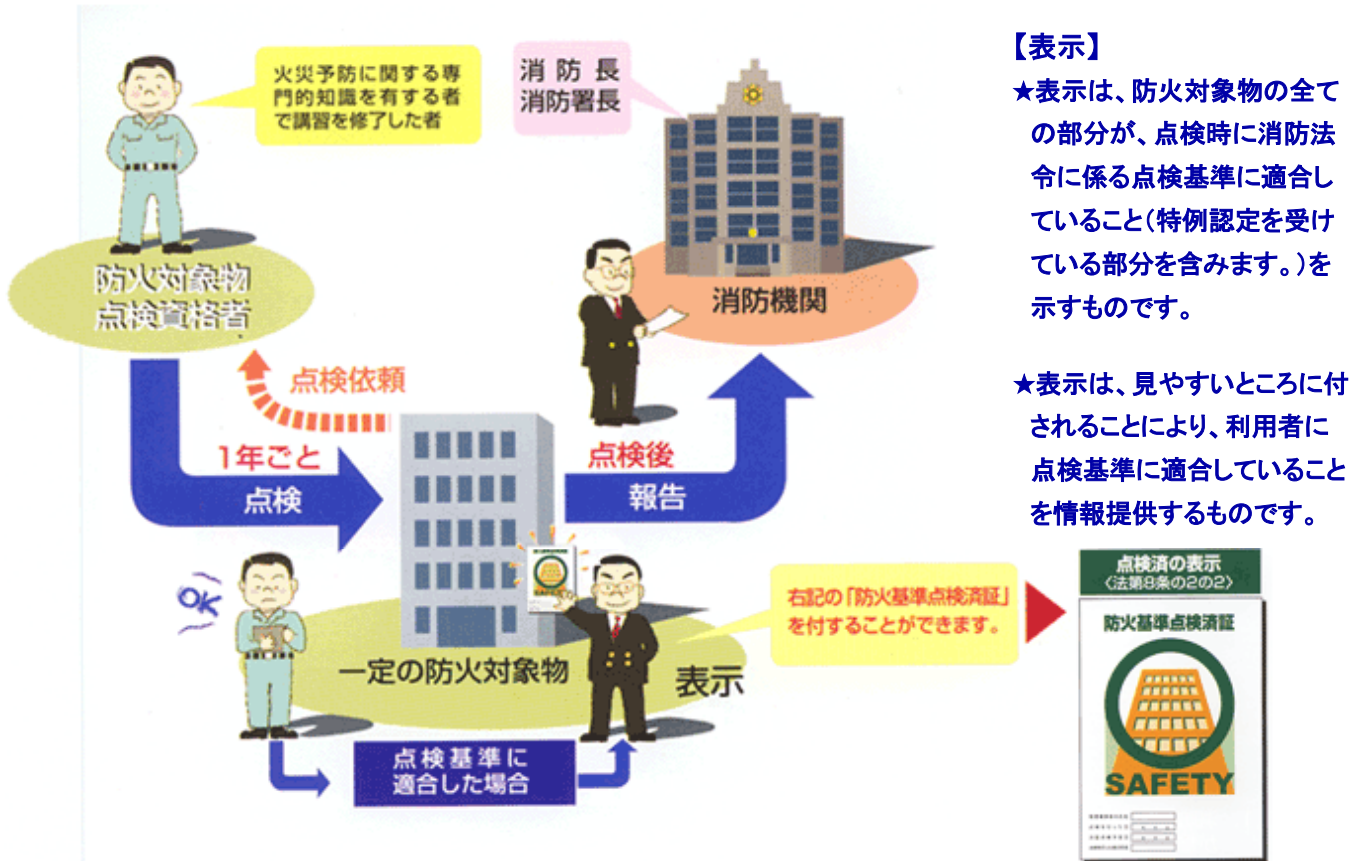 火災予防に関する専
門的知識を有する者
で講習を修了した者
消防長
消防署長
防火対象物
点検資格者
消防機関
点検依頼
1年ごと
点検
点検後
報告
OK
SAFETY
一定の防火対象物
表示
点検基準に
適合した場合
右記の「防火基準点検済証」
を付することができます。
【表示】
★表示は、防火対象物の全て
の部分が、点検時に消防法
令に係る点検基準に適合し
ていること(特例認定を受け
ている部分を含みます。)を
示すものです。
★表示は、見やすいところに付
されることにより、利用者に
点検基準に適合していること
を情報提供するものです。
点検済の表示
〈法第8条の2の2〉
防火基準点検済証
SAFETY